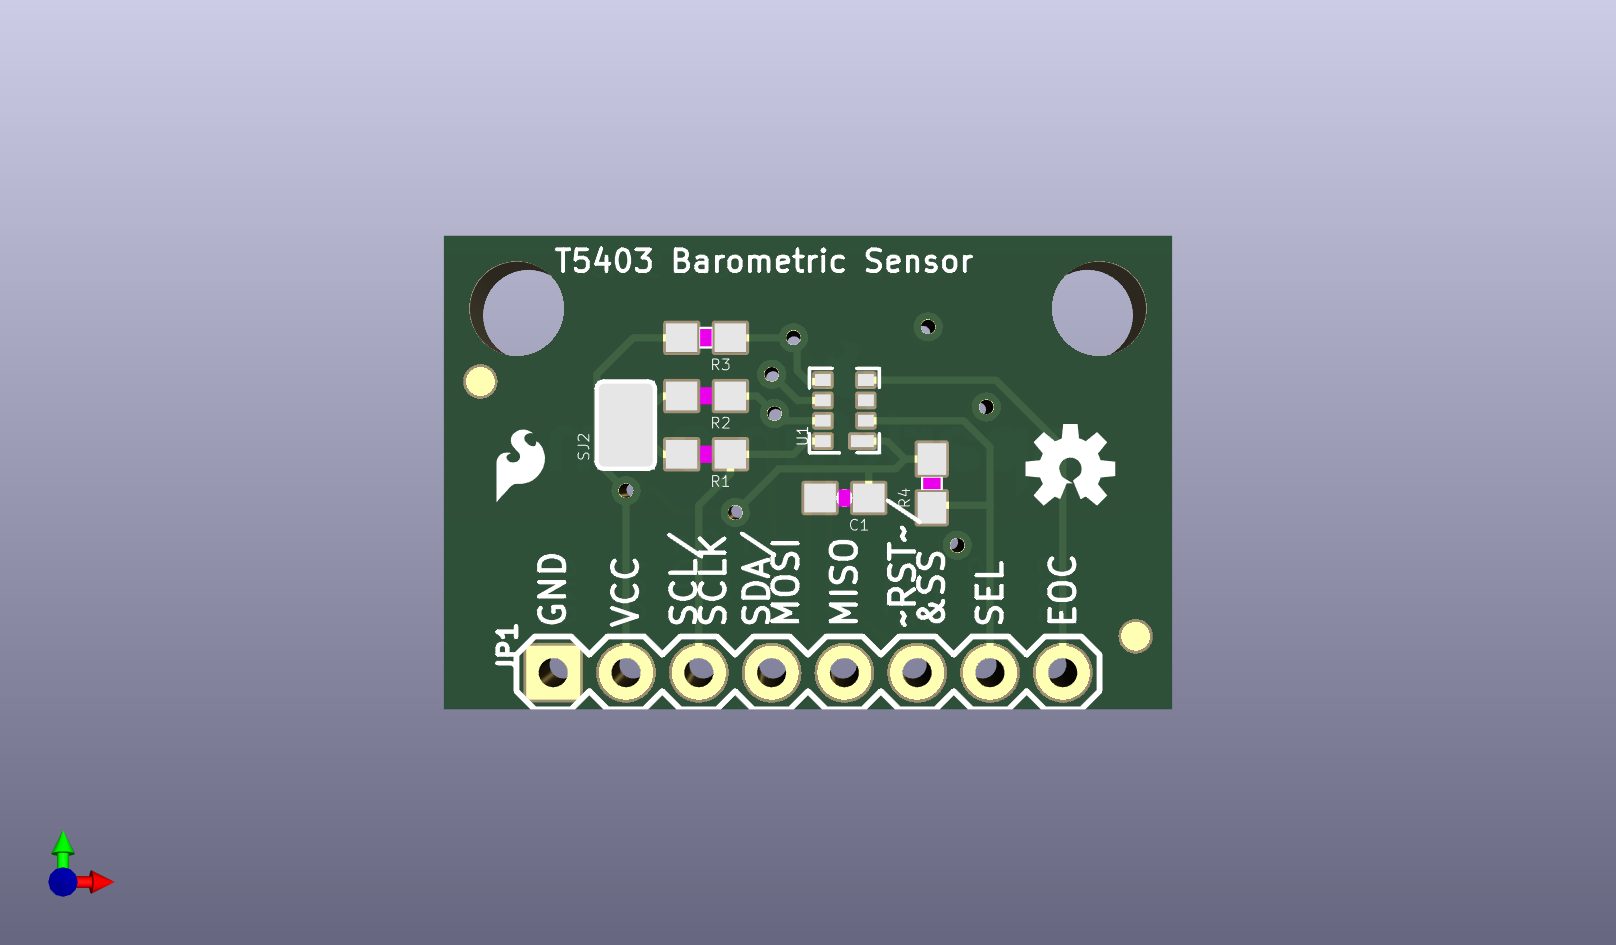 T5403 Barometric Sensor
R3
R2
R1
SJ2
U1
R4
C1
GND
VCC
SCL/
SCLK
SDA/
MOSI
MISO
~RST~/
&SS
SEL
EOC
JP1